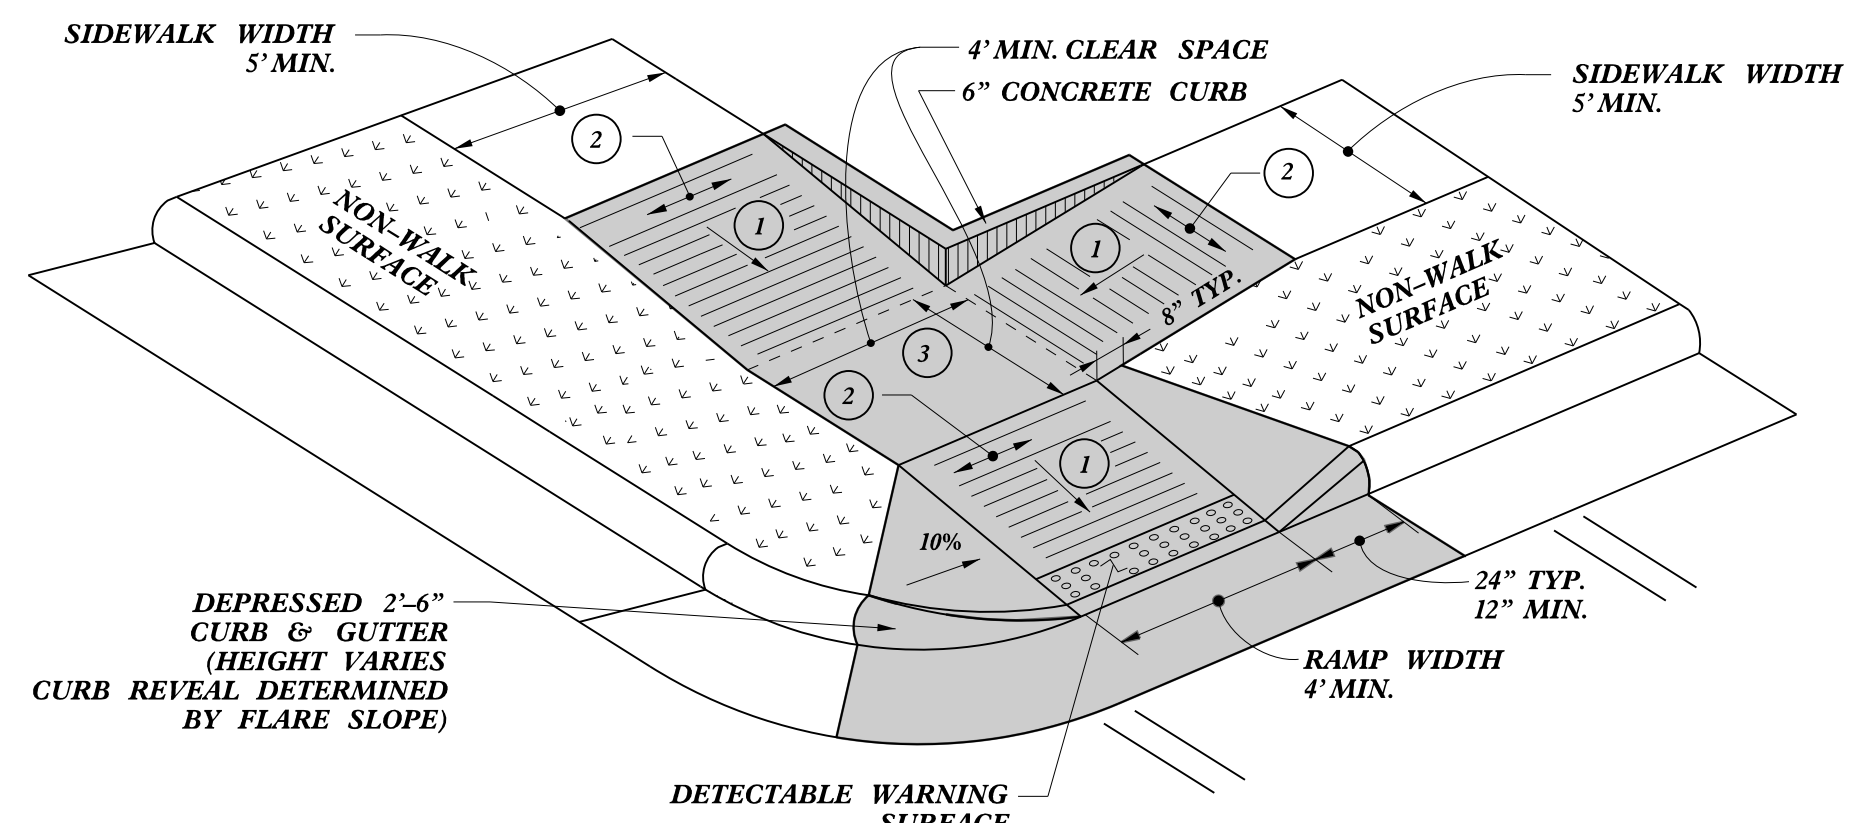 SIDEWALK WIDTH
5' MIN.
4' MIN. CLEAR SPACE
6" CONCRETE CURB
SIDEWALK WIDTH
5' MIN.
2
2
1
1
NON-WALK
SURFACE
NON-WALK
SURFACE
8" TYP.
3
2
1
10%
DEPRESSED 2'-6"
CURB & GUTTER
(HEIGHT VARIES
CURB REVEAL DETERMINED
BY FLARE SLOPE)
24" TYP.
12" MIN.
RAMP WIDTH
4' MIN.
DETECTABLE WARNING
SURFACE